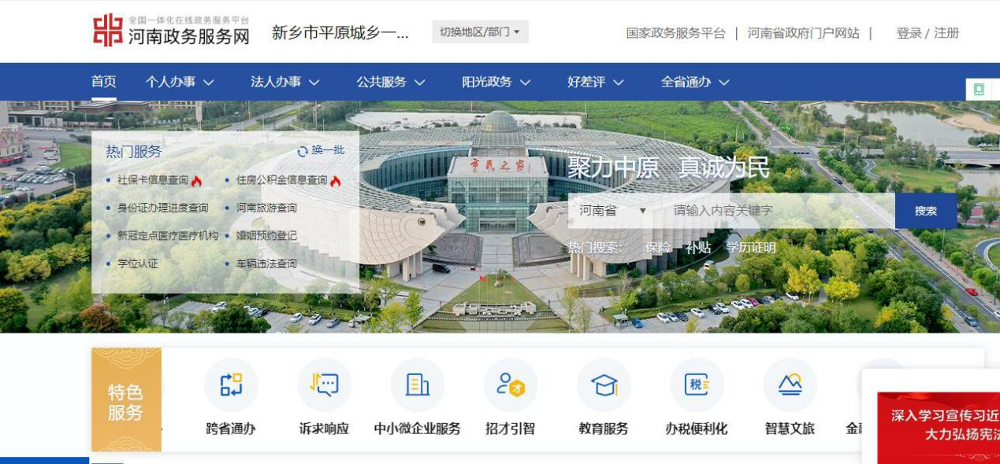 全国一体化在线政务服务平台
河南政务服务网
新乡市平原城乡一...
切换地区/部门
国家政务服务平台 | 河南省政府门户网站 | 登录 / 注册
首页 个人办事 法人办事 公共服务 阳光政务 好差评 全省通办
热门服务 换一批
社保卡信息查询 住房公积金信息查询
身份证办理进度查询 河南旅游查询
新冠定点医疗医疗机构 婚姻预约登记
学位认证 车辆违法查询
市民之家
聚力中原 真诚为民
河南省 请输入内容关键字 搜索
热门搜索: 保险 补贴 学历证明
特色
服务
才
税
跨省通办 诉求响应 中小微企业服务 招才引智 教育服务 办税便利化 智慧文旅 金
深入学习宣传习近
大力弘扬宪